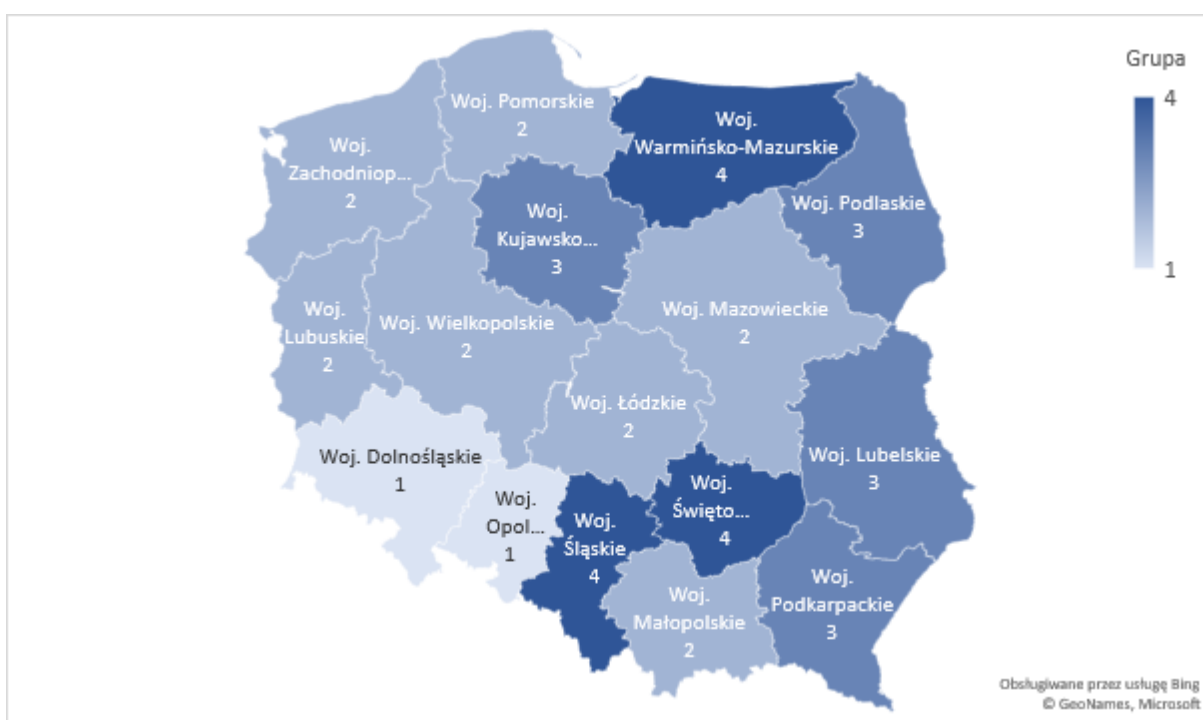 Grupa
4
1
Woj. Pomorskie
2
Woj.
Warmińsko-Mazurskie
4
Woj.
Zachodniop...
2
Woj. Podlaskie
3
Woj.
Kujawsko...
3
Woj.
Lubuskie
2
Woj. Wielkopolskie
2
Woj. Mazowieckie
2
Woj. Łódzkie
2
Woj. Dolnośląskie
1
Woj. Lubelskie
3
Woj.
Opol...
1
Woj.
Śląskie
4
Woj.
Święto...
4
Woj.
Małopolskie
2
Woj.
Podkarpackie
3
Obsługiwane przez usługę Bing
© GeoNames, Microsoft